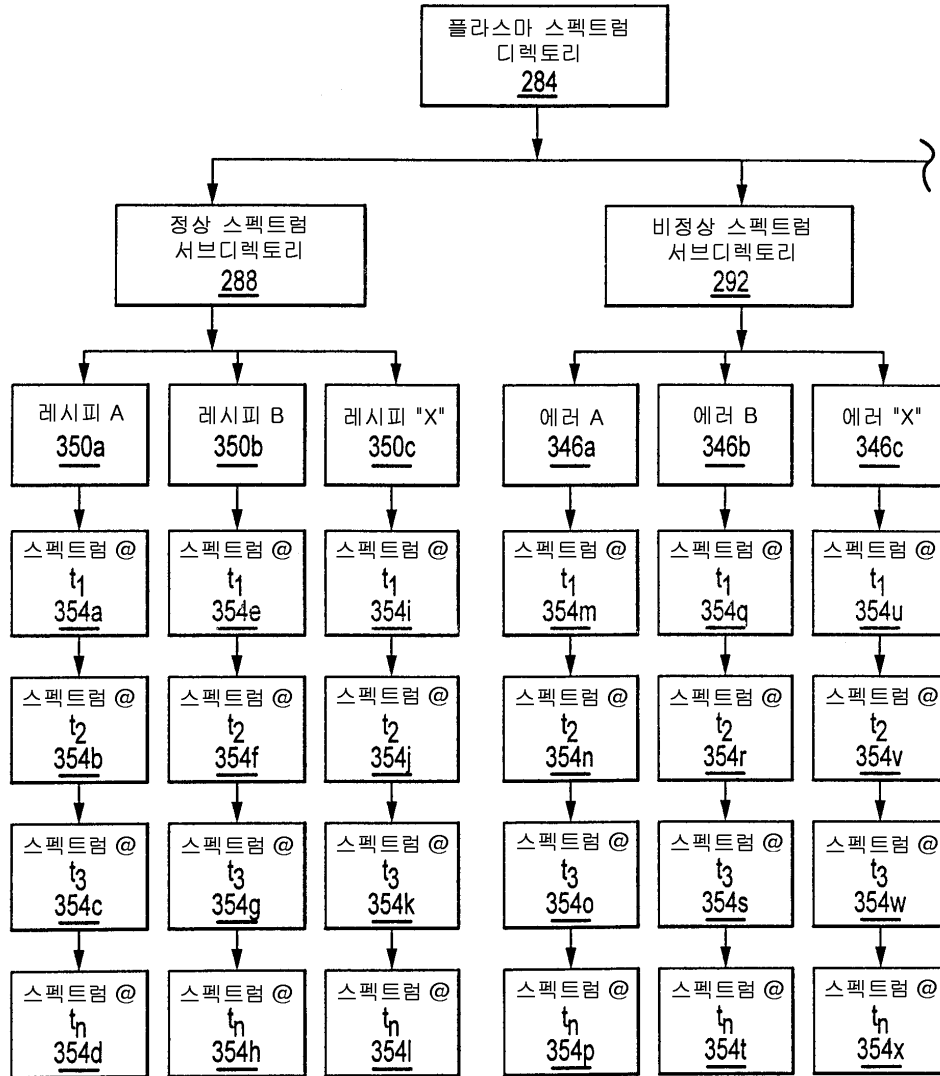 플라스마 스펙트럼
디렉토리
284
정상 스펙트럼
서브디렉토리
288
비정상 스펙트럼
서브디렉토리
292
레시피 A
350a
레시피 B
350b
레시피 "X"
350c
에러 A
346a
에러 B
346b
에러 "X"
346c
스펙트럼 @
t1
354a
스펙트럼 @
t1
354e
스펙트럼 @
t1
354i
스펙트럼 @
t1
354m
스펙트럼 @
t1
354q
스펙트럼 @
t1
354u
스펙트럼 @
t2
354b
스펙트럼 @
t2
354f
스펙트럼 @
t2
354j
스펙트럼 @
t2
354n
스펙트럼 @
t2
354r
스펙트럼 @
t2
354v
스펙트럼 @
t3
354c
스펙트럼 @
t3
354g
스펙트럼 @
t3
354k
스펙트럼 @
t3
354o
스펙트럼 @
t3
354s
스펙트럼 @
t3
354w
스펙트럼 @
tn
354d
스펙트럼 @
tn
354h
스펙트럼 @
tn
354l
스펙트럼 @
tn
354p
스펙트럼 @
tn
354t
스펙트럼 @
tn
354x